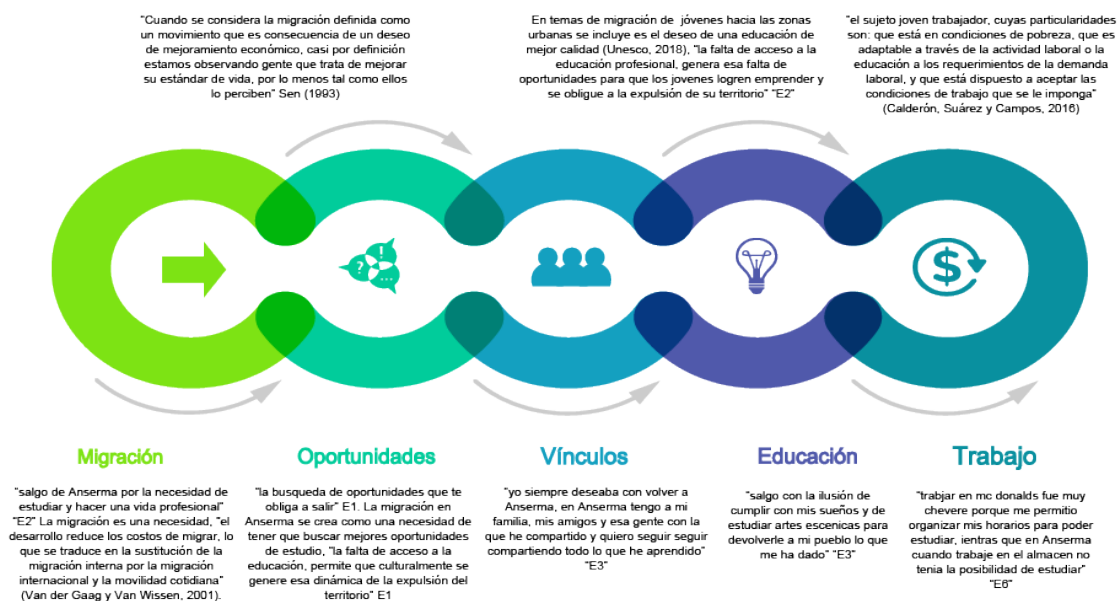 "Cuando se considera la migración definida como
un movimiento que es consecuencia de un deseo
de mejoramiento económico, casi por definición
estamos observando gente que trata de mejorar
su estándar de vida, por lo menos tal como ellos
lo perciben" Sen (1993)
En temas de migración de jóvenes hacia las zonas
urbanas se incluye es el deseo de una educación de
mejor calidad (Unesco, 2018), "la falta de acceso a la
educación profesional, genera esa falta de
oportunidades para que los jovenes logren emprender y
se obligue a la expulsión de su territorio" "E2"
"el sujeto joven trabajador, cuyas particularidades
son: que está en condiciones de pobreza, que es
adaptable a través de la actividad laboral o la
educación a los requerimientos de la demanda
laboral, y que está dispuesto a aceptar las
condiciones de trabajo que se le imponga"
(Calderón, Suárez y Campos, 2016)
?
!
...
$
Migración
"salgo de Anserma por la necesidad de
estudiar y hacer una vida profesional"
"E2" La migración es una necesidad, "el
desarrollo reduce los costos de migrar, lo
que se traduce en la sustitución de la
migración interna por la migración
internacional y la movilidad cotidiana"
(Van der Gaag y Van Wissen, 2001).
Oportunidades
"la busqueda de oportunidades que te
obliga a salir" E1. La migración en
Anserma se crea como una necesidad de
tener que buscar mejores oportunidades
de estudio, "la falta de acceso a la
educación, permite que culturalmente se
genere esa dinámica de la expulsión del
territorio" E1
Vínculos
"yo siempre deseaba con volver a
Anserma, en Anserma tengo a mi
familia, mis amigos y esa gente con la
que he compartido y quiero seguir seguir
compartiendo todo lo que he aprendido"
"E3"
Educación
"salgo con la ilusión de
cumplir con mis sueños y de
estudiar artes escenicas para
devolverle a mi pueblo lo que
me ha dado" "E3"
Trabajo
"trabjar en mc donalds fue muy
chevere porque me permitio
organizar mis horarios para poder
estudiar, ientras que en Anserma
cuando trabaje en el almacen no
tenia la posibilidad de estudiar"
"E6"